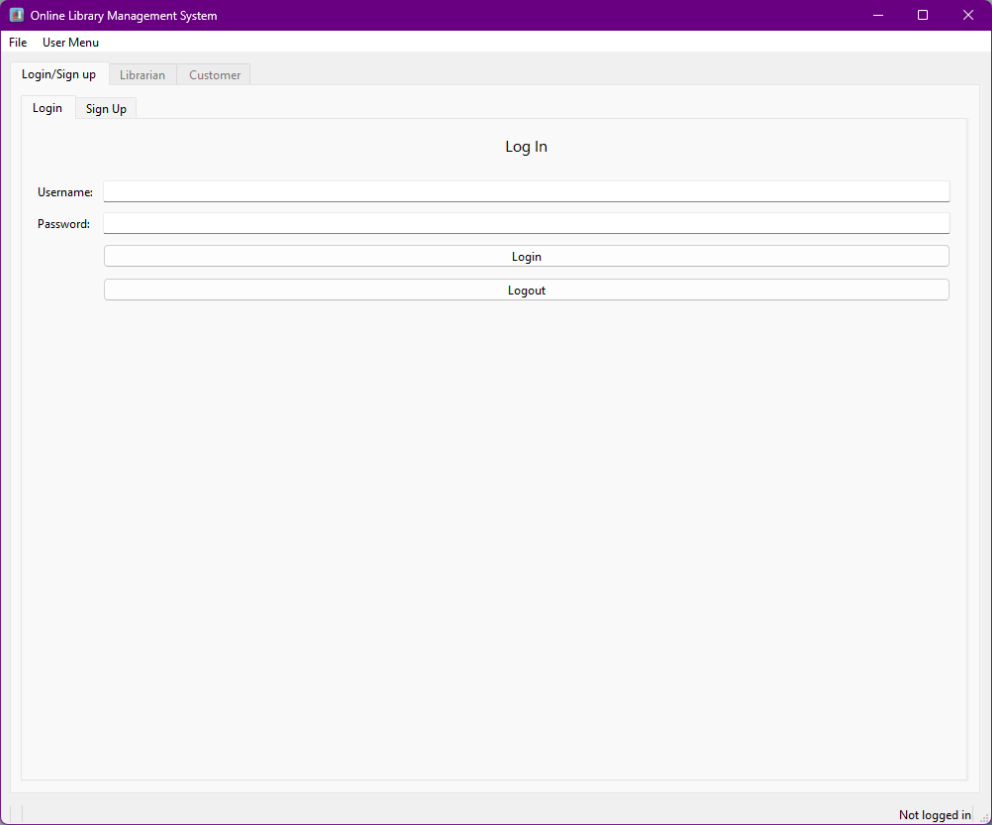 Online Library Management System
File User Menu
Login/Sign up Librarian Customer
Login Sign Up
Log In
Username:
Password:
Login
Logout
Not logged in